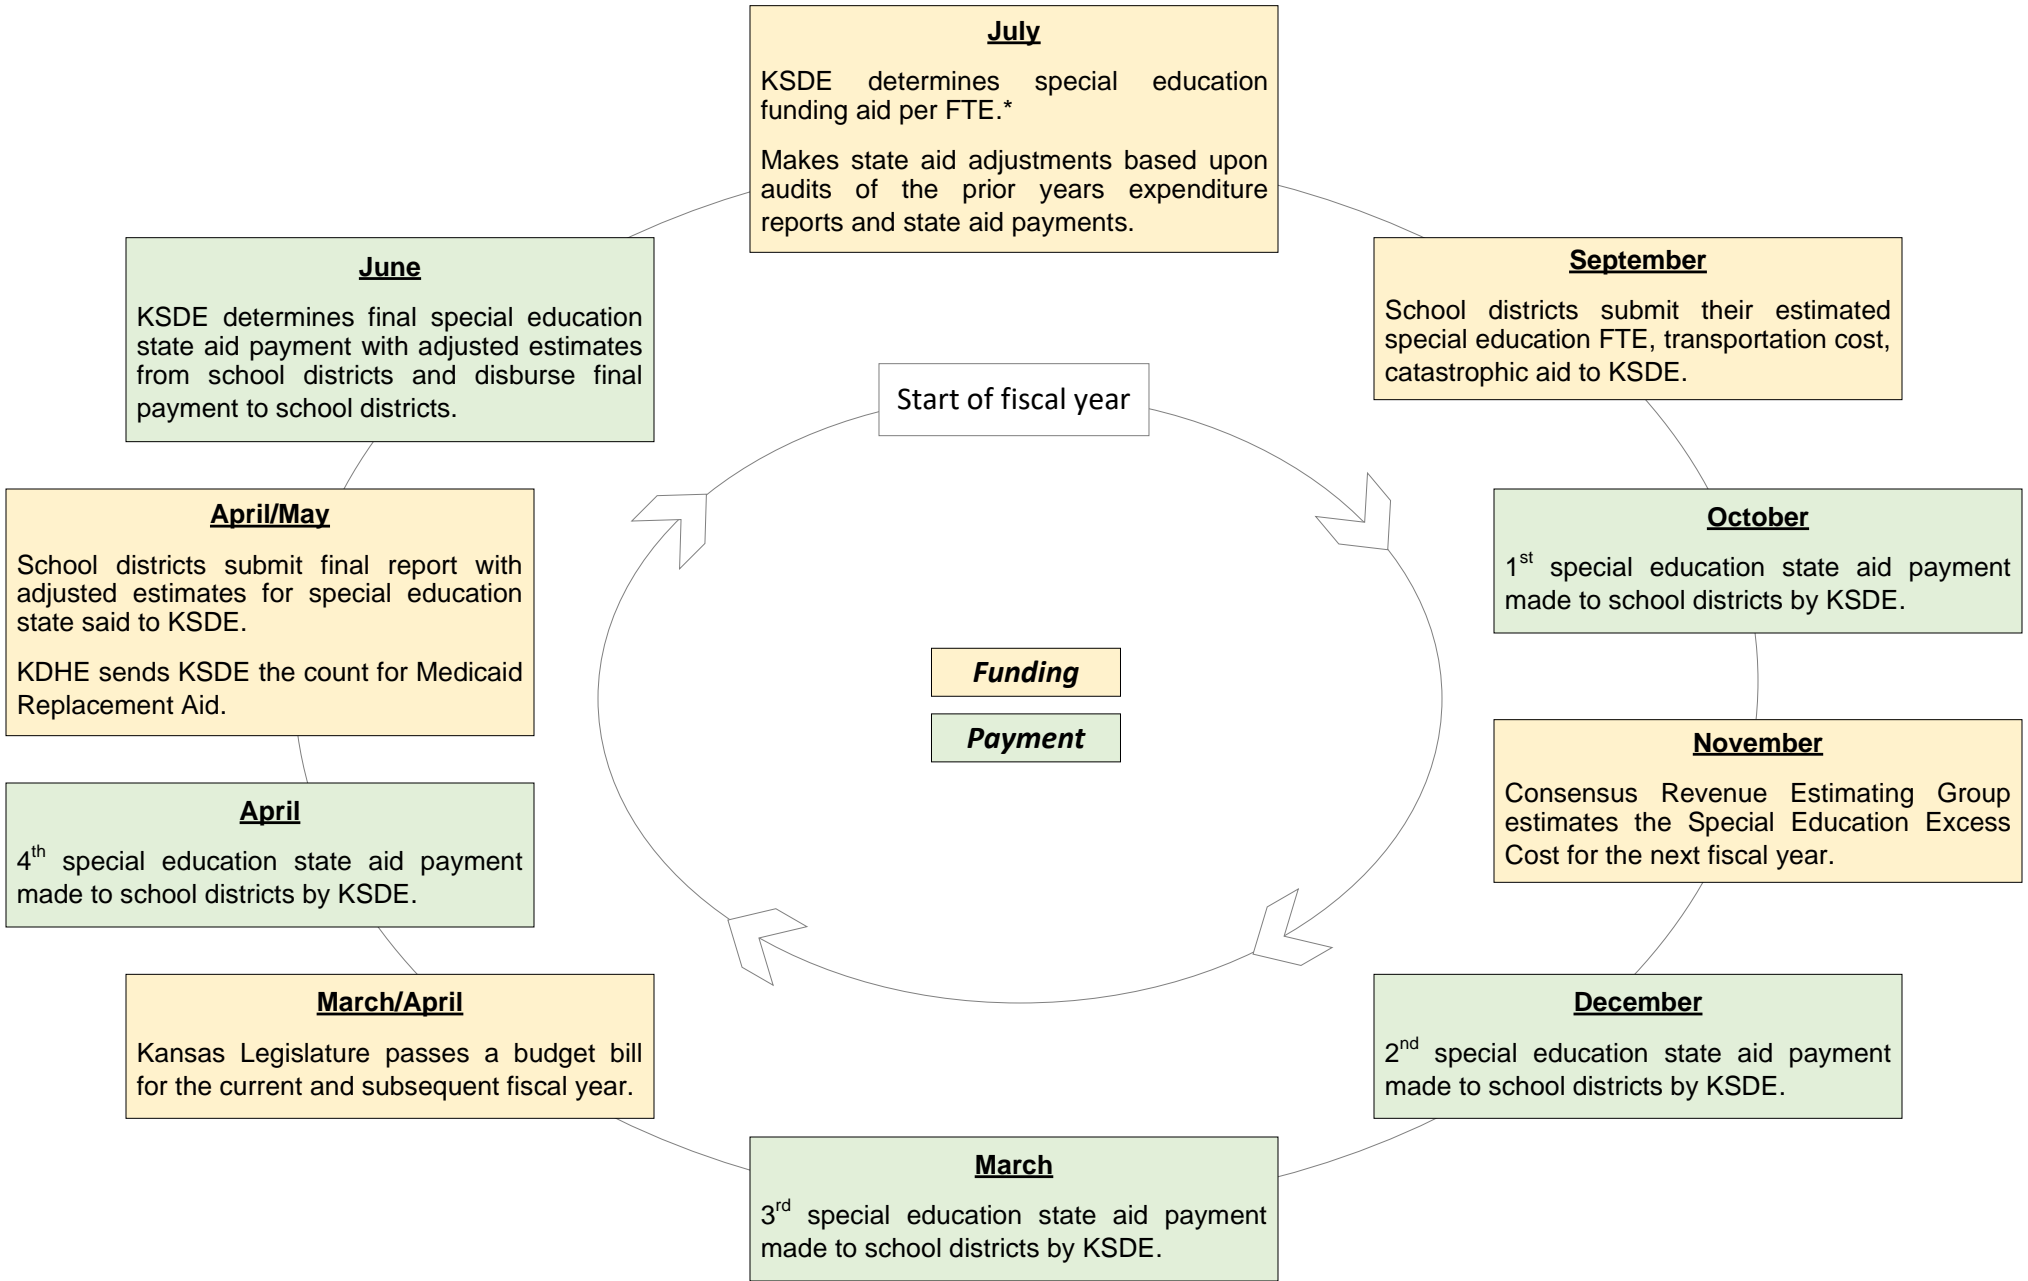 July
KSDE determines special education
funding aid per FTE.*
Makes state aid adjustments based upon
audits of the prior years expenditure
reports and state aid payments.
September
School districts submit their estimated
special education FTE, transportation cost,
catastrophic aid to KSDE.
October
1st special education state aid payment
made to school districts by KSDE.
November
Consensus Revenue Estimating Group
estimates the Special Education Excess
Cost for the next fiscal year.
December
2nd special education state aid payment
made to school districts by KSDE.
March
3rd special education state aid payment
made to school districts by KSDE.
March/April
Kansas Legislature passes a budget bill
for the current and subsequent fiscal year.
April
4th special education state aid payment
made to school districts by KSDE.
April/May
School districts submit final report with
adjusted estimates for special education
state said to KSDE.
KDHE sends KSDE the count for Medicaid
Replacement Aid.
June
KSDE determines final special education
state aid payment with adjusted estimates
from school districts and disburse final
payment to school districts.
Start of fiscal year
Funding
Payment